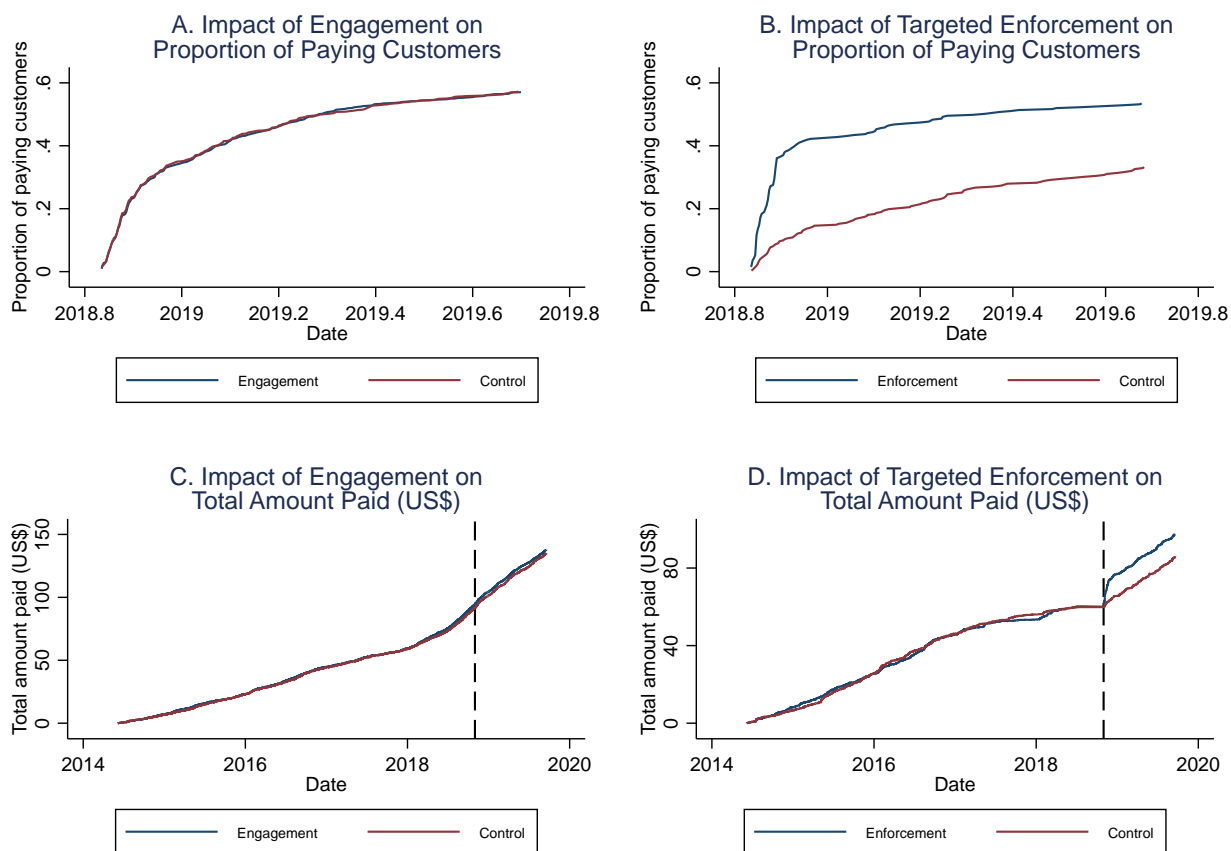 A. Impact of Engagement on
Proportion of Paying Customers
Proportion of paying customers
.6
.4
.2
0
2018.8 2019 2019.2 2019.4 2019.6 2019.8
Date
Engagement Control
B. Impact of Targeted Enforcement on
Proportion of Paying Customers
Proportion of paying customers
.6
.4
.2
0
2018.8 2019 2019.2 2019.4 2019.6 2019.8
Date
Enforcement Control
C. Impact of Engagement on
Total Amount Paid (US$)
Total amount paid (US$)
150
100
50
0
2014 2016 2018 2020
Date
Engagement Control
D. Impact of Targeted Enforcement on
Total Amount Paid (US$)
Total amount paid (US$)
80
40
0
2014 2016 2018 2020
Date
Enforcement Control